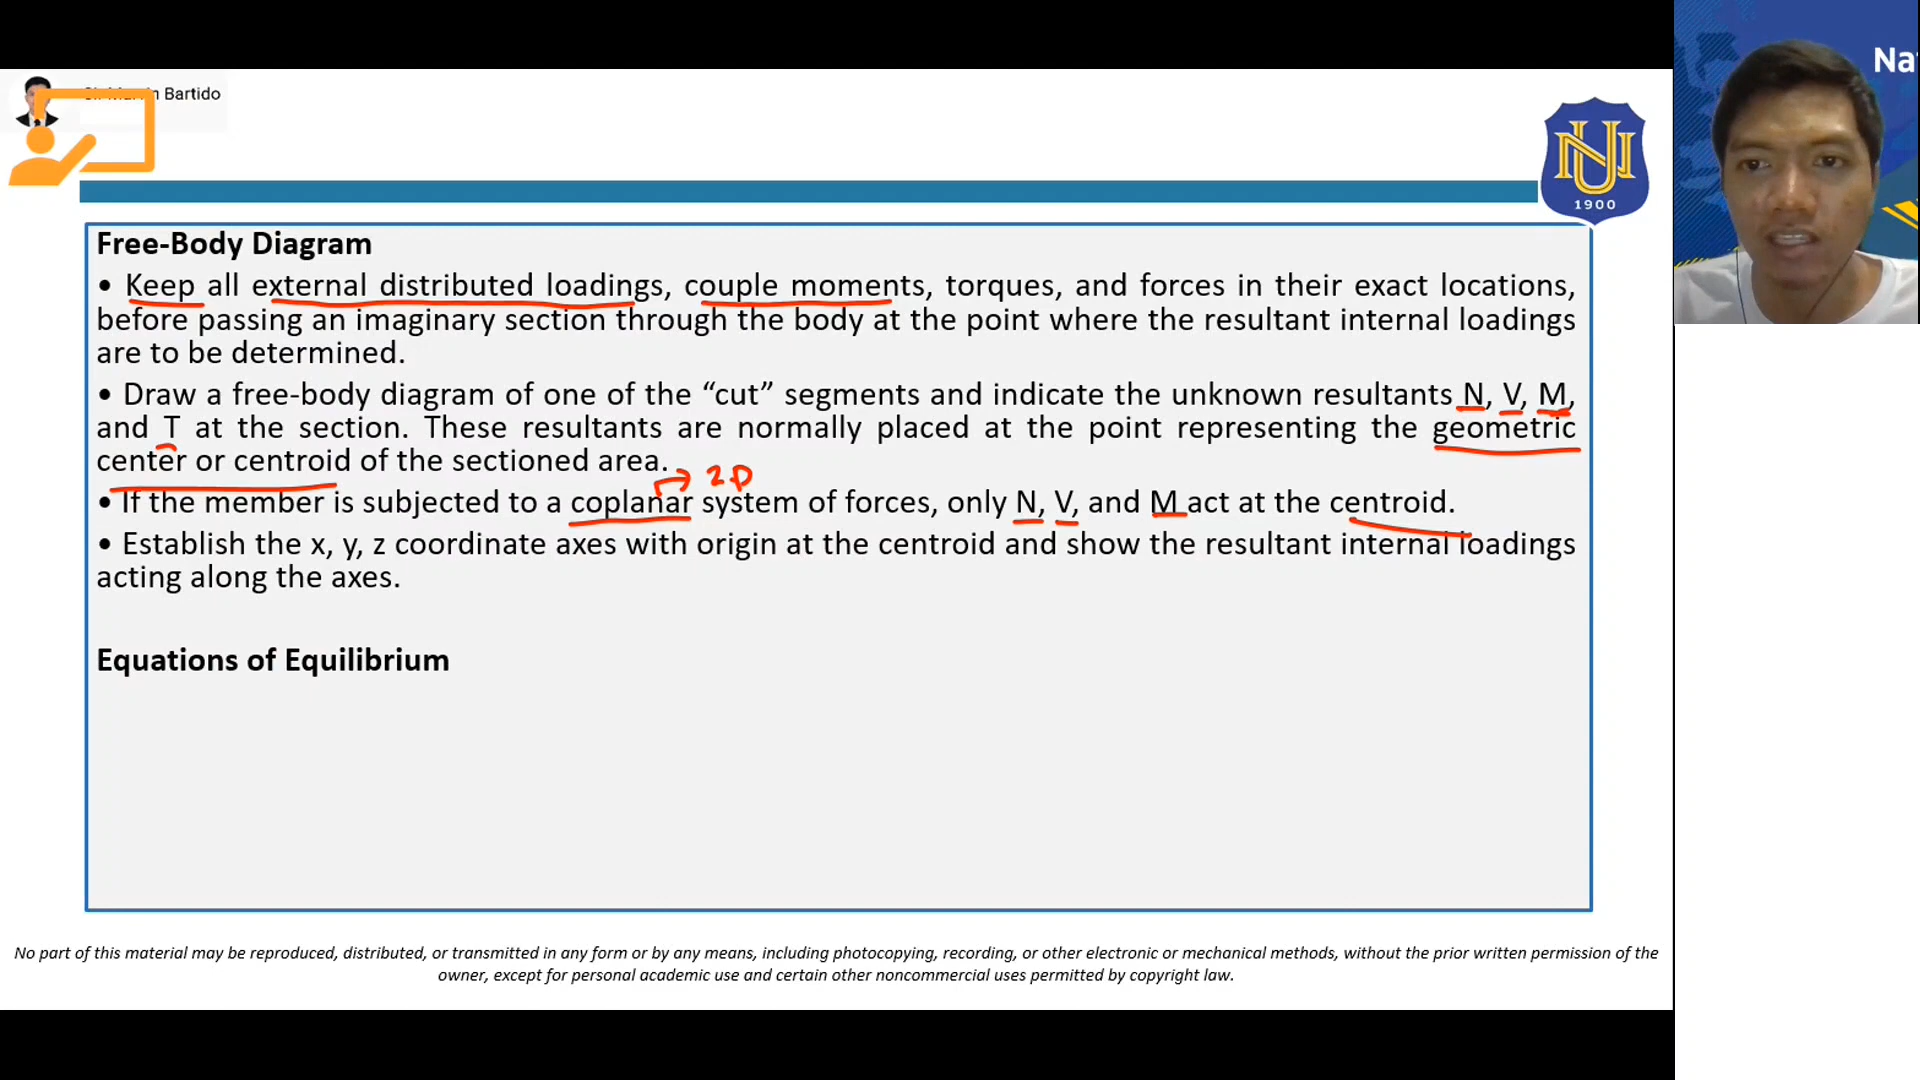 Bartido
Na
NU
1900
Free-Body Diagram
• Keep all external distributed loadings, couple moments, torques, and forces in their exact locations,
before passing an imaginary section through the body at the point where the resultant internal loadings
are to be determined.
• Draw a free-body diagram of one of the “cut” segments and indicate the unknown resultants N, V, M,
and T at the section. These resultants are normally placed at the point representing the geometric
center or centroid of the sectioned area.
2D
• If the member is subjected to a coplanar system of forces, only N, V, and M act at the centroid.
• Establish the x, y, z coordinate axes with origin at the centroid and show the resultant internal loadings
acting along the axes.
Equations of Equilibrium
No part of this material may be reproduced, distributed, or transmitted in any form or by any means, including photocopying, recording, or other electronic or mechanical methods, without the prior written permission of the
owner, except for personal academic use and certain other noncommercial uses permitted by copyright law.